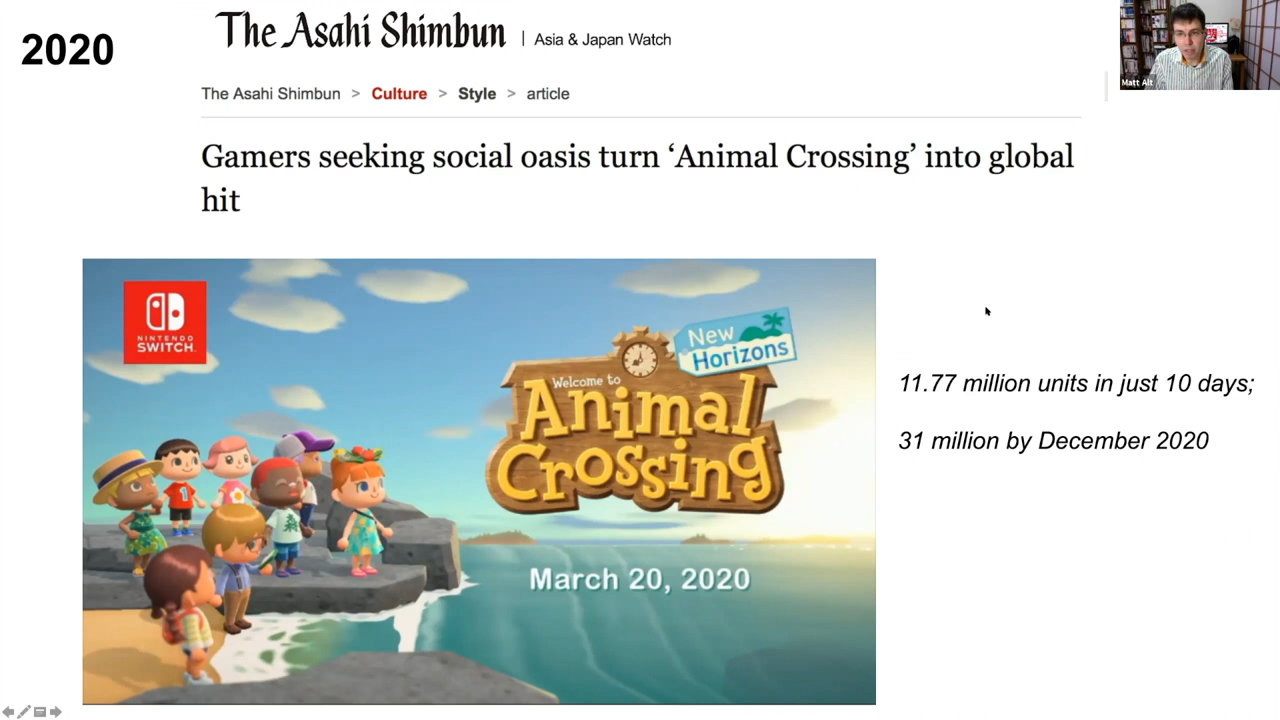 2020
The Asahi Shimbun | Asia & Japan Watch
Matt Alt
The Asahi Shimbun > Culture > Style > article
Gamers seeking social oasis turn ‘Animal Crossing’ into global
hit
NINTENDO
SWITCH.
New
Horizons
Welcome to
Animal
Crossing
March 20, 2020
11.77 million units in just 10 days;
31 million by December 2020